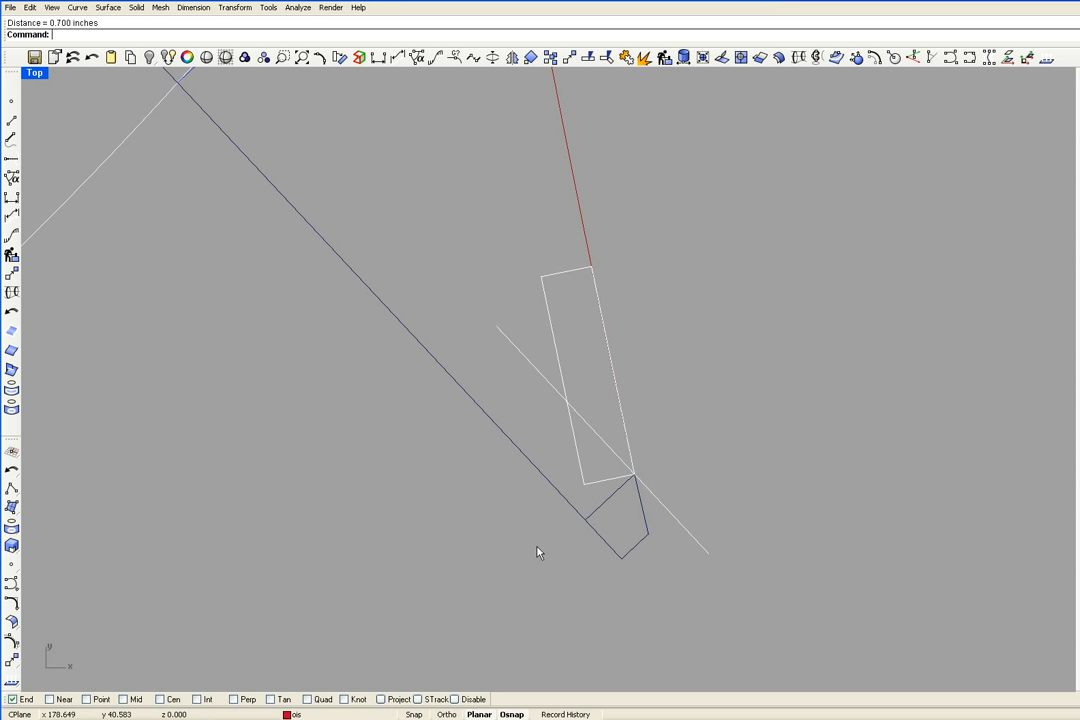 File Edit View Curve Surface Solid Mesh Dimension Transform Tools Analyze Render Help
Distance = 0.700 inches
Command:
Top
y
x
End Near Point Mid Cen Int Perp Tan Quad Knot Project STrack Disable
CPlane x 178.649 y 40.583 z 0.000 ois Snap Ortho Planar Osnap Record History